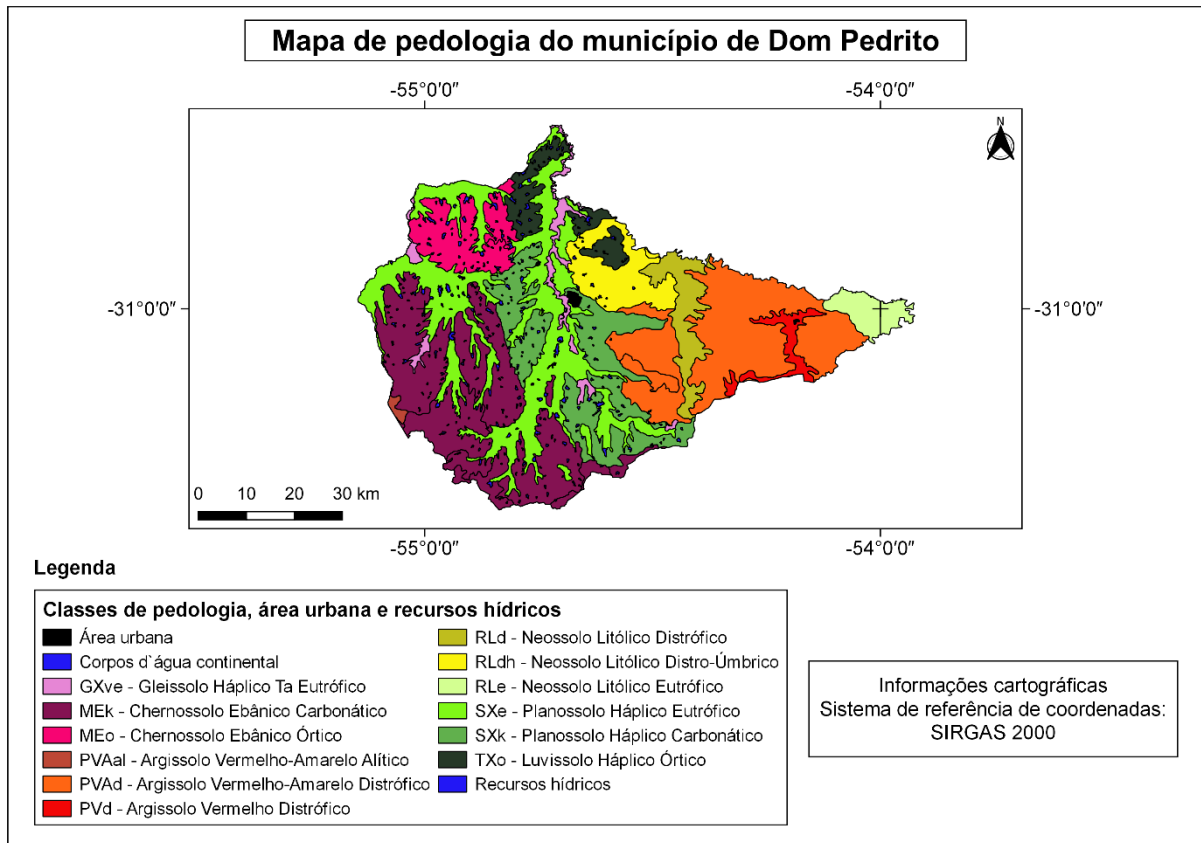 Mapa de pedologia do município de Dom Pedrito
-55°0′0″ -54°0′0″
N
-31°0′0″ -31°0′0″
0 10 20 30 km
-55°0′0″ -54°0′0″
Legenda
Classes de pedologia, área urbana e recursos hídricos
Área urbana
Corpos d`água continental
GXve - Gleissolo Háplico Ta Eutrófico
MEk - Chernossolo Ebânico Carbonático
MEo - Chernossolo Ebânico Órtico
PVAal - Argissolo Vermelho-Amarelo Alítico
PVAd - Argissolo Vermelho-Amarelo Distrófico
PVd - Argissolo Vermelho Distrófico
RLd - Neossolo Litólico Distrófico
RLdh - Neossolo Litólico Distro-Úmbrico
RLe - Neossolo Litólico Eutrófico
SXe - Planossolo Háplico Eutrófico
SXk - Planossolo Háplico Carbonático
TXo - Luvissolo Háplico Órtico
Recursos hídricos
Informações cartográficas
Sistema de referência de coordenadas:
SIRGAS 2000